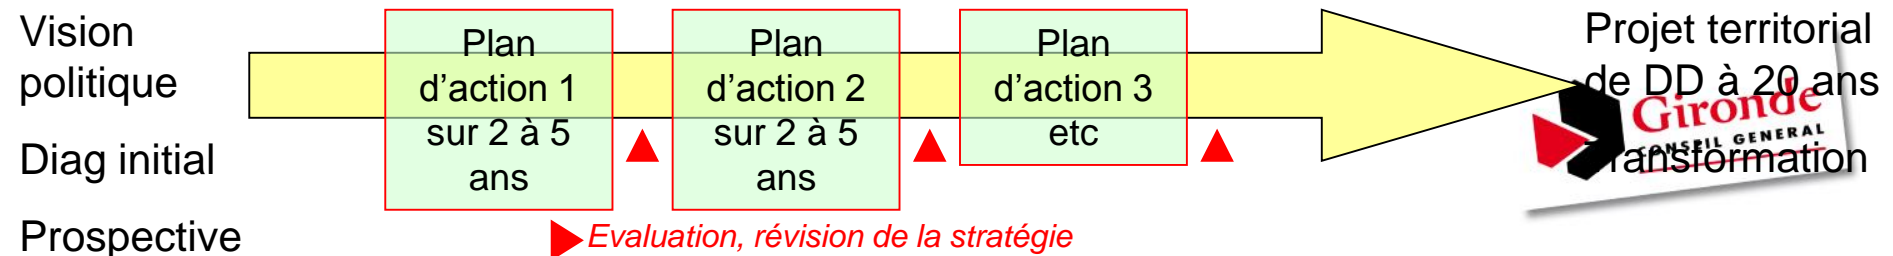 Vision
politique
Diag initial
Prospective
Plan
d’action 1
sur 2 à 5
ans
Plan
d’action 2
sur 2 à 5
ans
Plan
d’action 3
etc
Evaluation, révision de la stratégie
Projet territorial
de DD à 20 ans
Transformation
Gironde
CONSEIL GENERAL